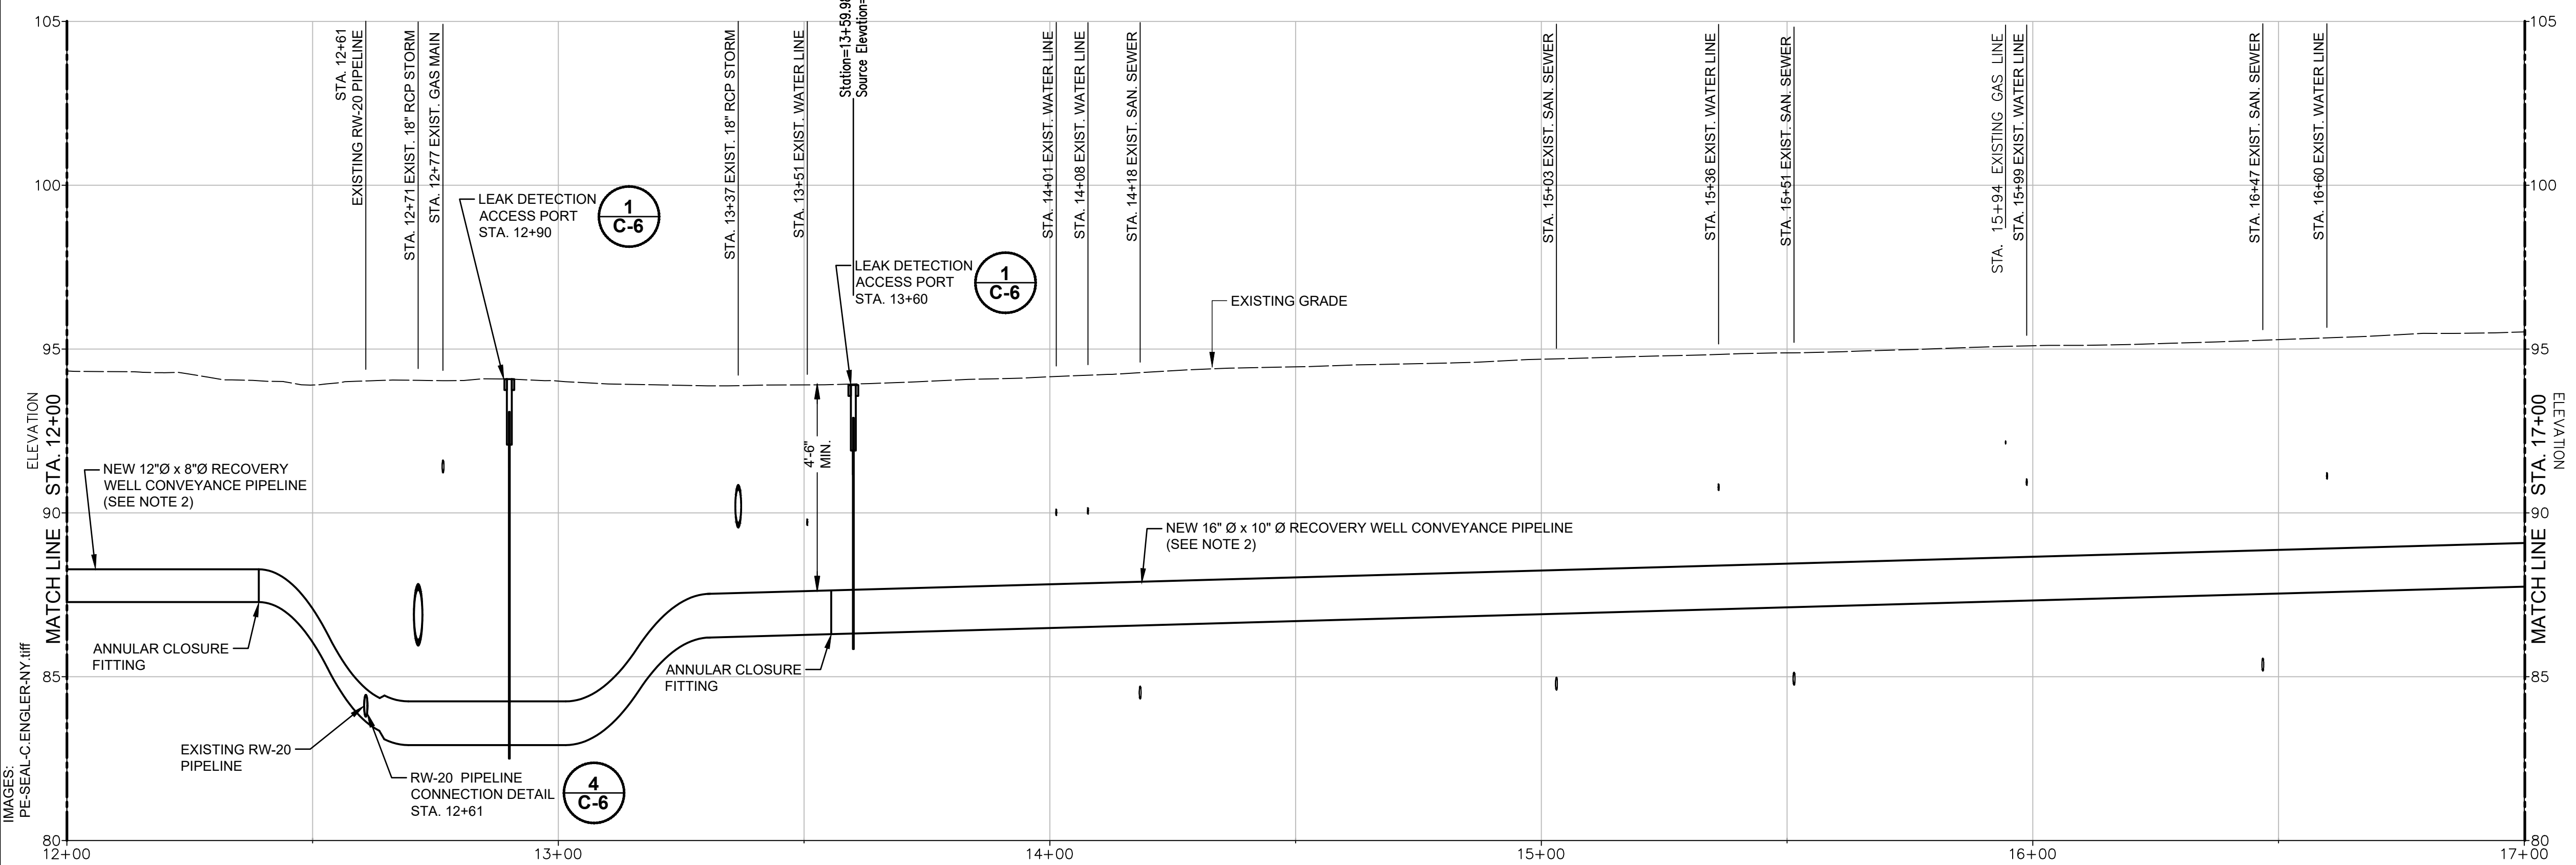 105
105
STA. 12+61
EXISTING RW-20 PIPELINE
STA. 12+71 EXIST. 18" RCP STORM
STA. 12+77 EXIST. GAS MAIN
STA. 13+37 EXIST. 18" RCP STORM
STA. 13+51 EXIST. WATER LINE
Station=13+59.98
Source Elevation=
STA. 14+01 EXIST. WATER LINE
STA. 14+08 EXIST. WATER LINE
STA. 14+18 EXIST. SAN. SEWER
STA. 15+03 EXIST. SAN. SEWER
STA. 15+36 EXIST. WATER LINE
STA. 15+51 EXIST. SAN. SEWER
STA. 15+94 EXISTING GAS LINE
STA. 15+99 EXIST. WATER LINE
STA. 16+47 EXIST. SAN. SEWER
STA. 16+60 EXIST. WATER LINE
100
100
LEAK DETECTION
ACCESS PORT
STA. 12+90
1
C-6
LEAK DETECTION
ACCESS PORT
STA. 13+60
1
C-6
EXISTING GRADE
95
95
ELEVATION
MATCH LINE STA. 12+00
4'-6"
MIN.
ELEVATION
MATCH LINE STA. 17+00
NEW 12"Ø x 8"Ø RECOVERY
WELL CONVEYANCE PIPELINE
(SEE NOTE 2)
90
90
NEW 16" Ø x 10" Ø RECOVERY WELL CONVEYANCE PIPELINE
(SEE NOTE 2)
ANNULAR CLOSURE
FITTING
ANNULAR CLOSURE
FITTING
85
85
EXISTING RW-20
PIPELINE
RW-20 PIPELINE
CONNECTION DETAIL
STA. 12+61
4
C-6
IMAGES:
PE-SEAL-C.ENGLER-NY.tiff
80
80
12+00
13+00
14+00
15+00
16+00
17+00